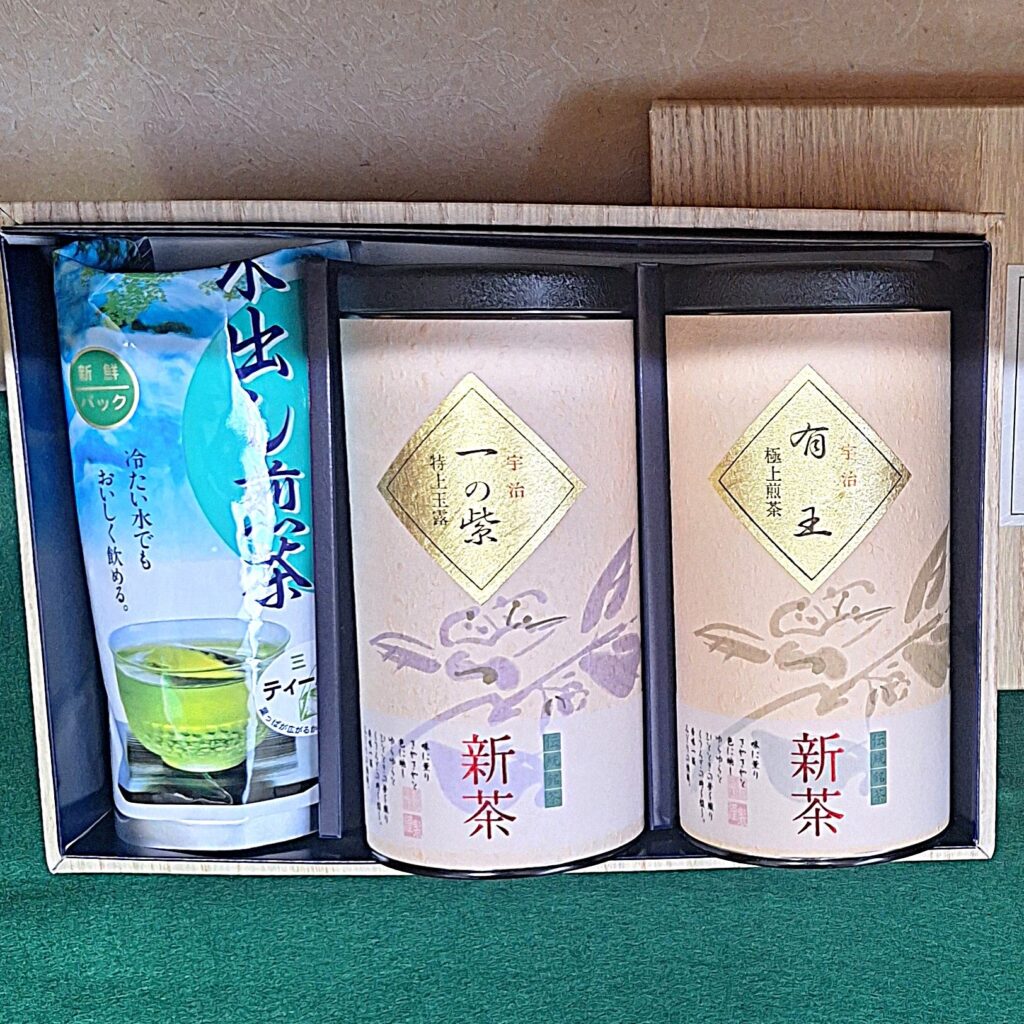 水出し煎茶
新鮮
パック
冷たい水でも
おいしく飲める。
三
ティー
宇治
一の紫
特上玉露
新茶
宇治
有王
極上煎茶
新茶